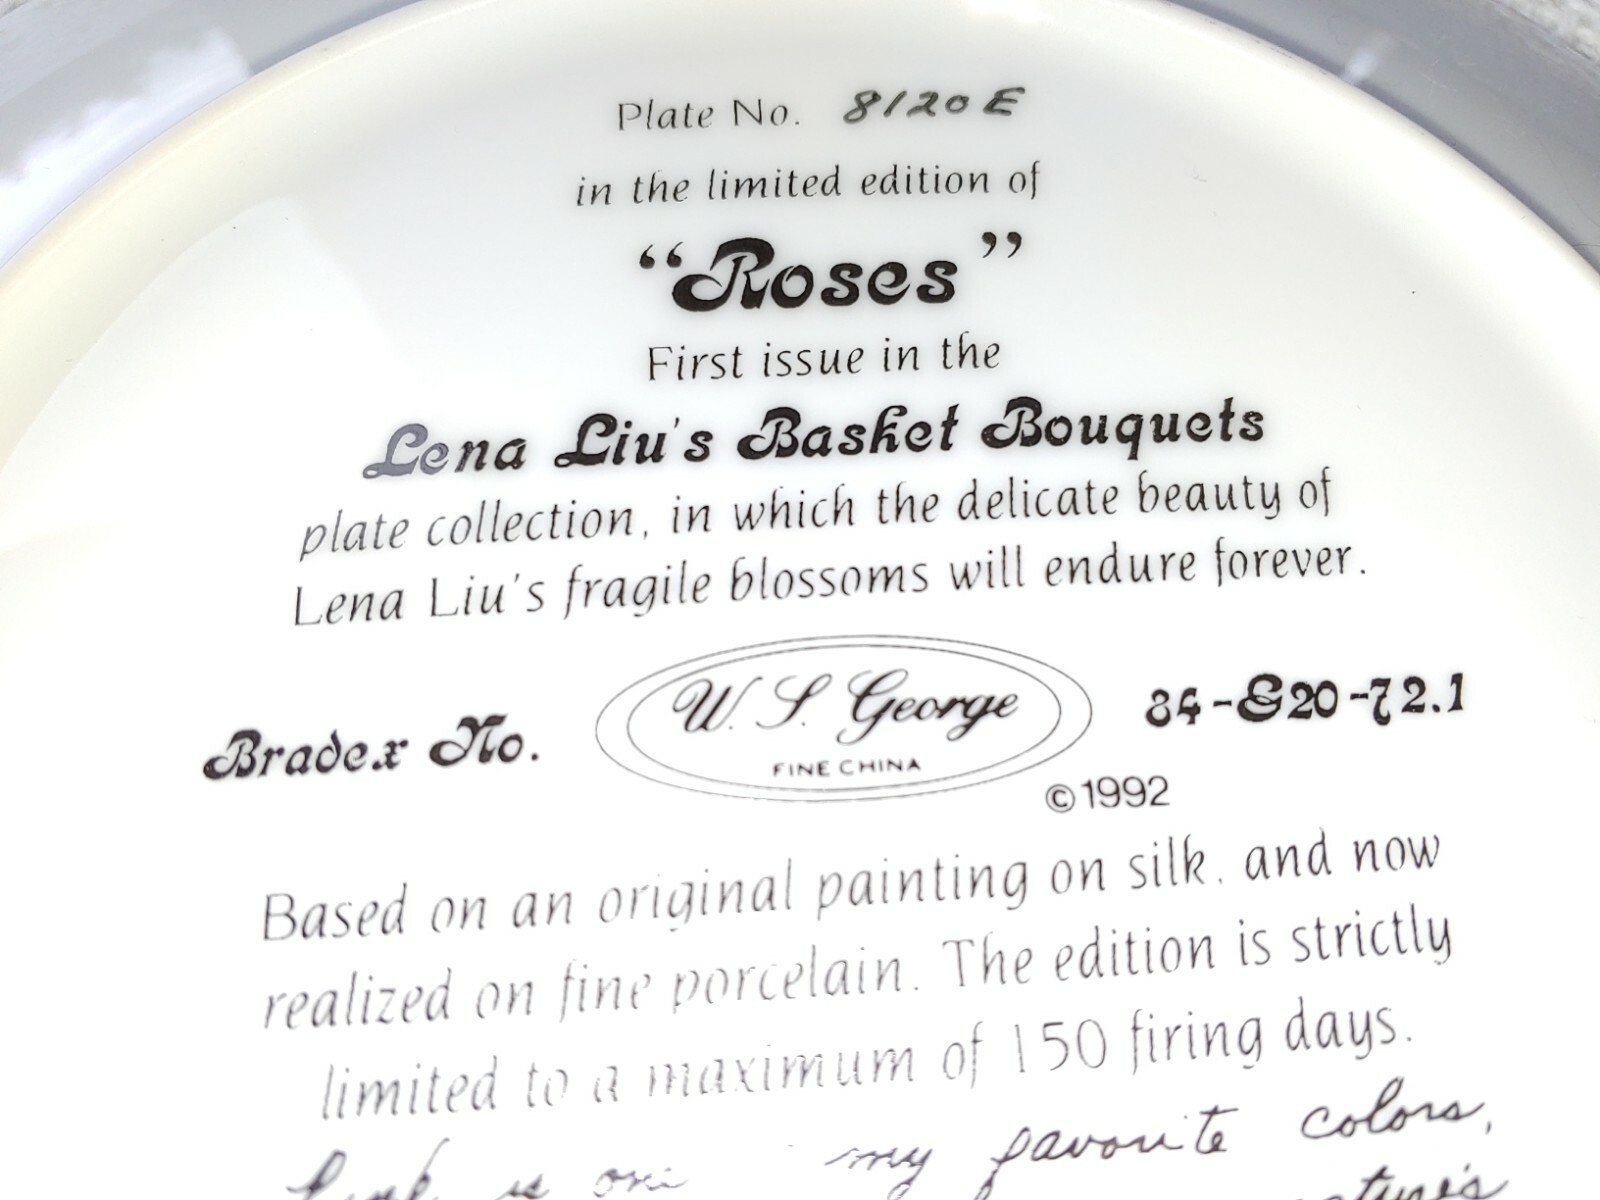 Plate No. 8120E
in the limited edition of
“Roses”
First issue in the
Lena Liu's Basket Bouquets
plate collection, in which the delicate beauty of
Lena Liu's fragile blossoms will endure forever.
Bradex No. W. S. George 84-G20-72.1
FINE CHINA
©1992
Based on an original painting on silk, and now
realized on fine porcelain. The edition is strictly
limited to a maximum of 150 firing days.
is my favorite colors,